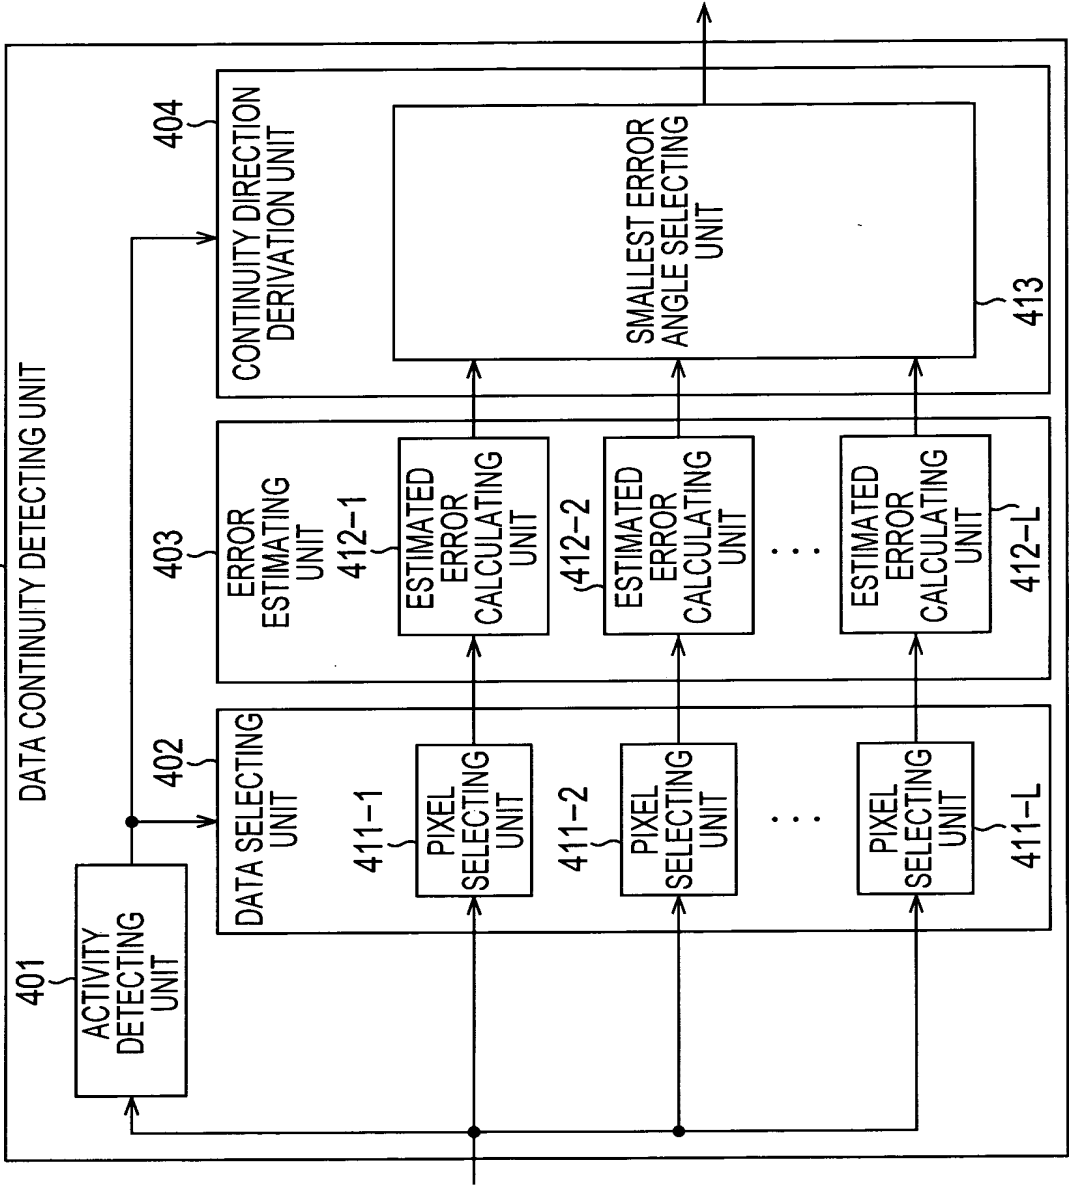 DATA CONTINUITY DETECTING UNIT
401
ACTIVITY
DETECTING
UNIT
402
DATA SELECTING
UNIT
411-1
PIXEL
SELECTING
UNIT
411-2
PIXEL
SELECTING
UNIT
. . .
PIXEL
SELECTING
UNIT
411-L
403
ERROR
ESTIMATING
UNIT
412-1
ESTIMATED
ERROR
CALCULATING
UNIT
412-2
ESTIMATED
ERROR
CALCULATING
UNIT
. . .
ESTIMATED
ERROR
CALCULATING
UNIT
412-L
404
CONTINUITY DIRECTION
DERIVATION UNIT
SMALLEST ERROR
ANGLE SELECTING
UNIT
413